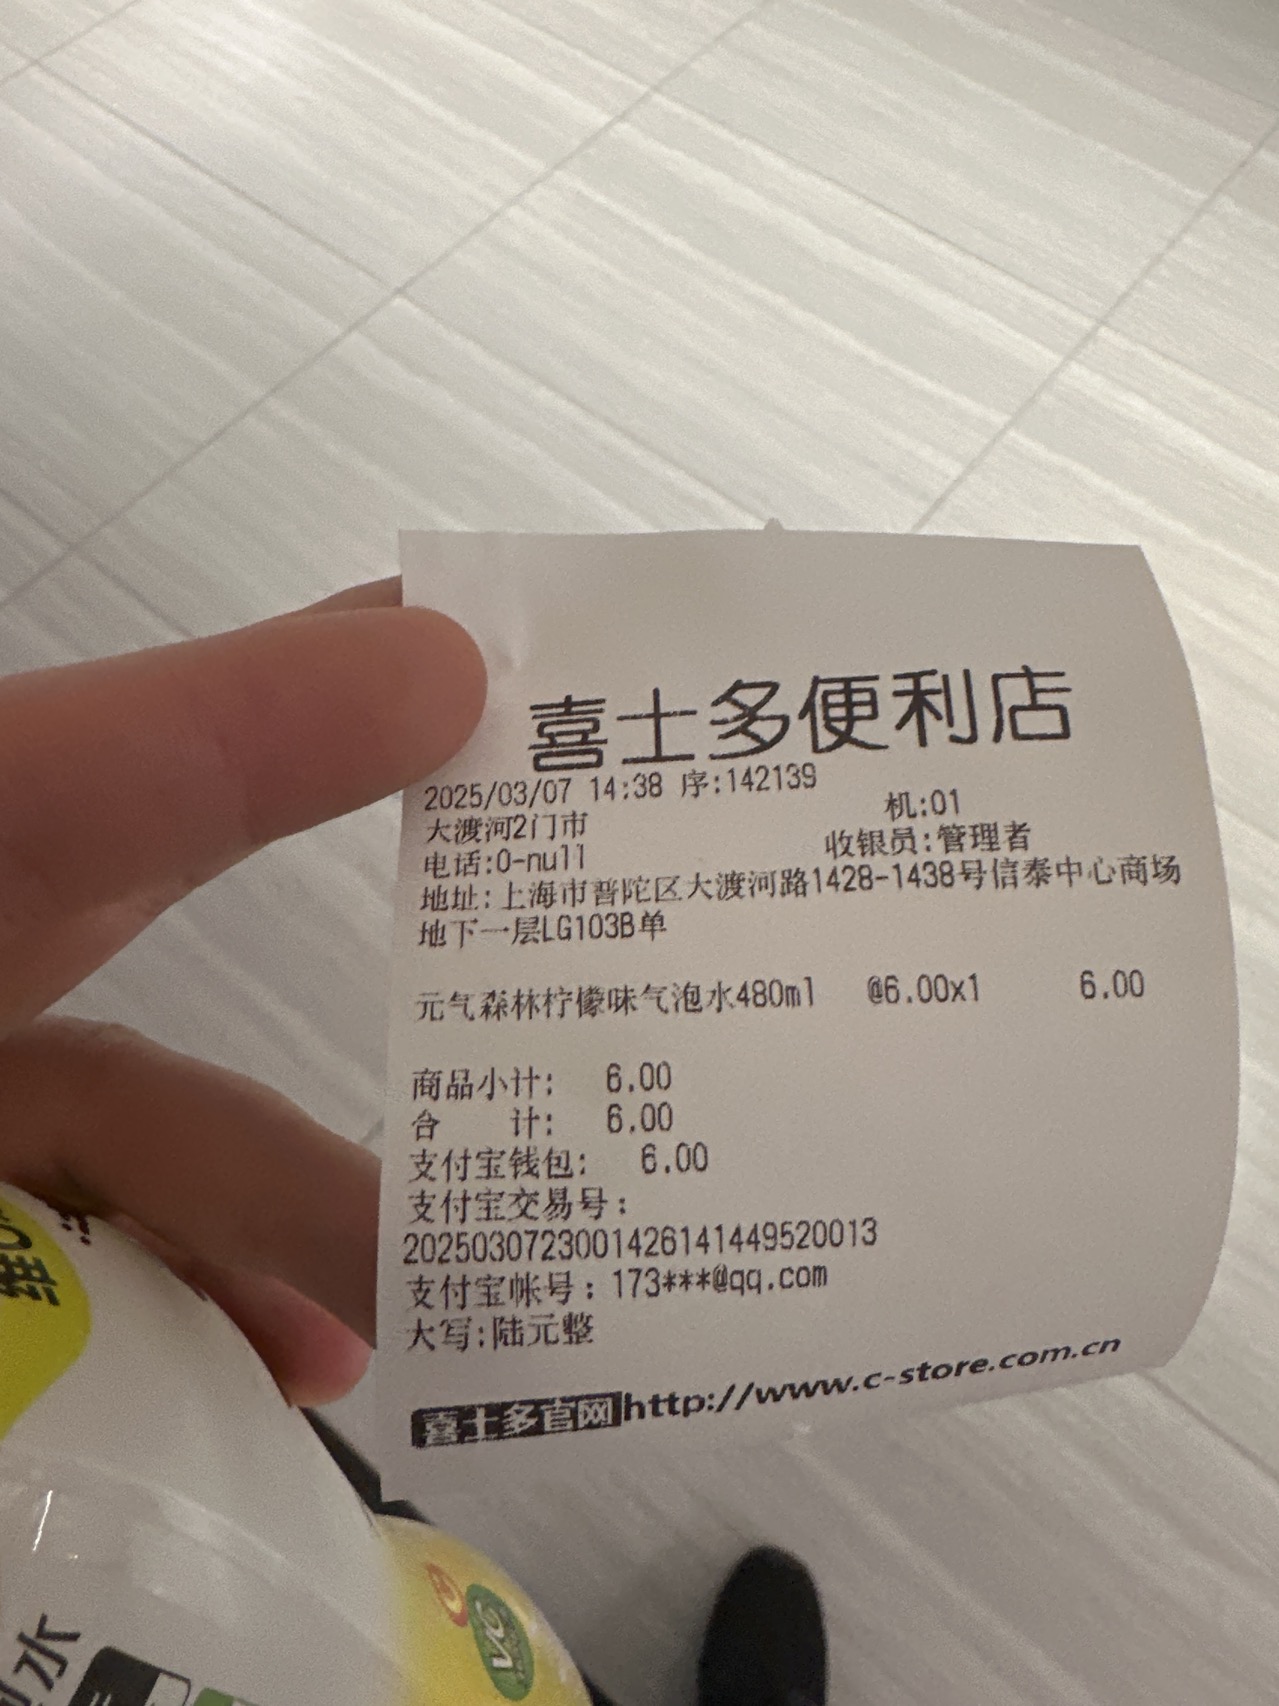 喜士多便利店
2025/03/07 14:38 序:142139
机:01
大渡河2门市
收银员:管理者
电话:0-null
地址:上海市普陀区大渡河路1428-1438号信泰中心商场
地下一层LG103B单
元气森林柠檬味气泡水480ml @6.00x1 6.00
商品小计: 6.00
合 计: 6.00
支付宝钱包: 6.00
支付宝交易号:
2025030723001426141449520013
支付宝帐号:173***@qq.com
大写:陆元整
喜士多官网http://www.c-store.com.cn
维
水